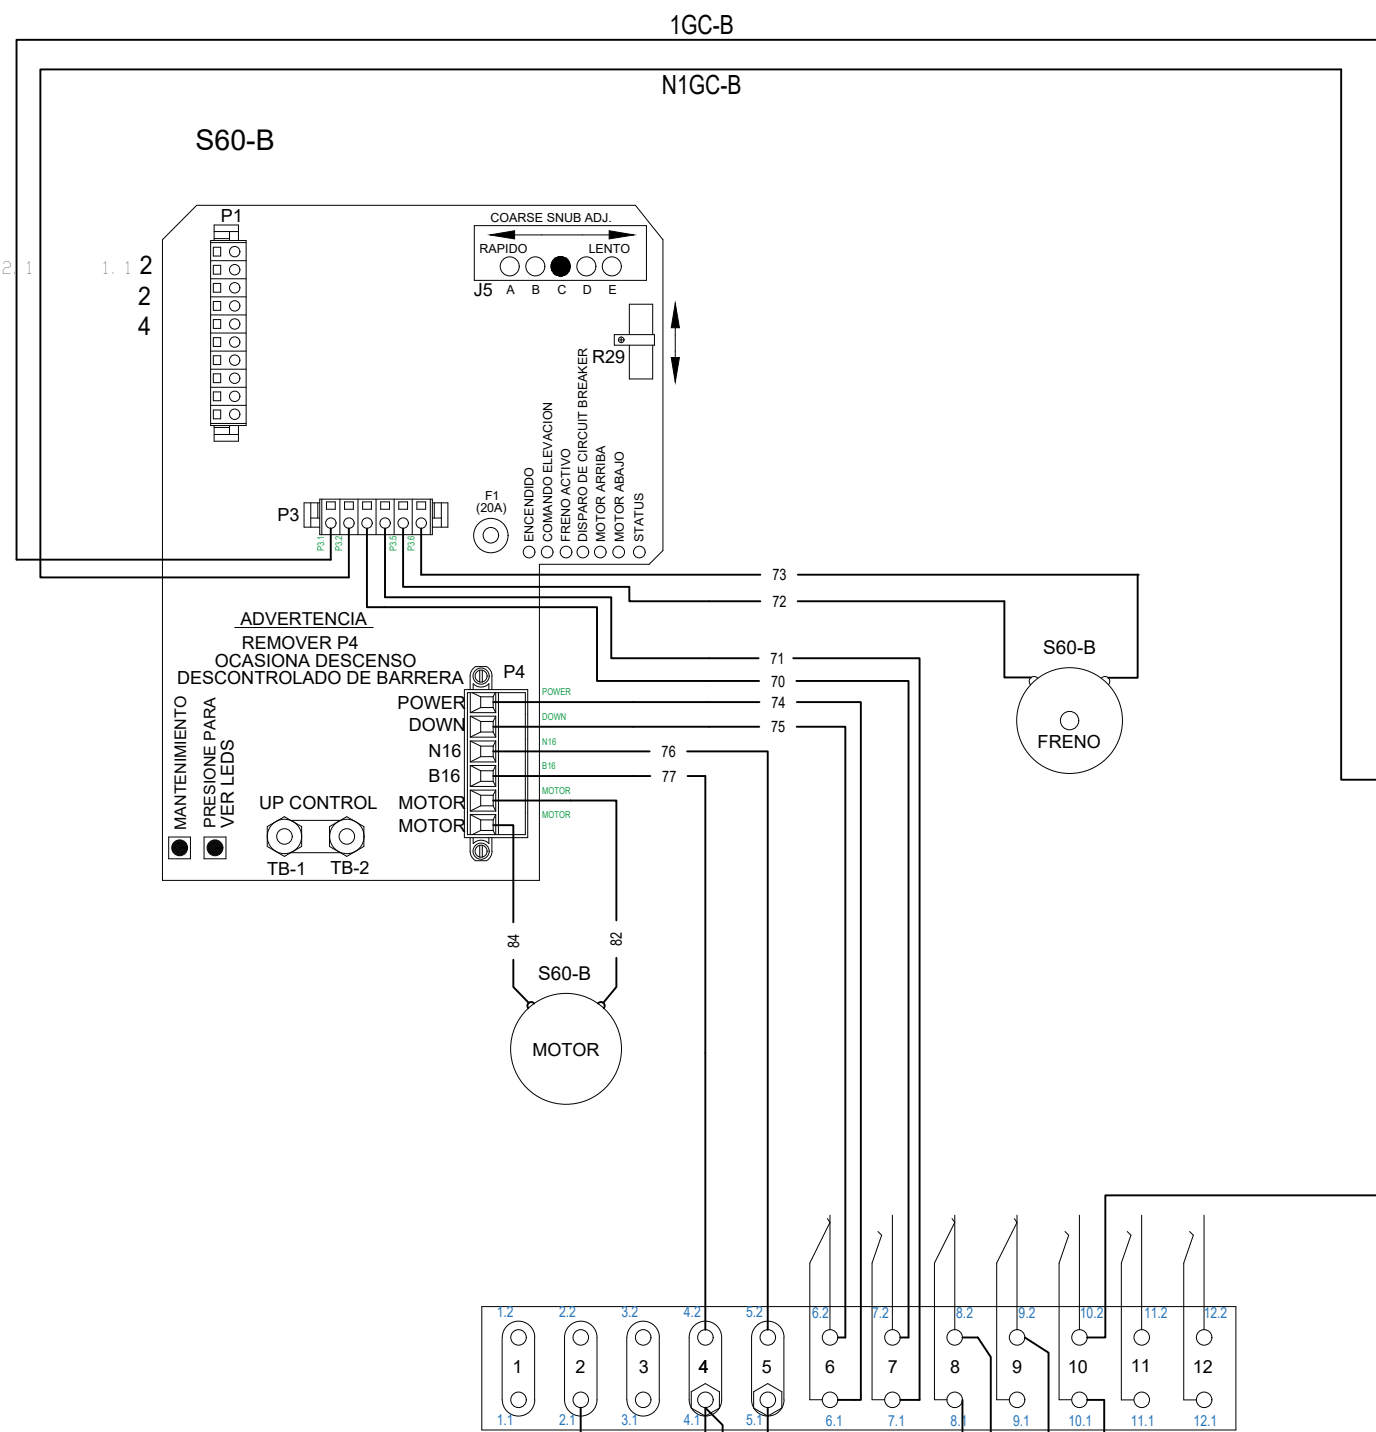 1GC-B
N1GC-B
S60-B
P1
COARSE SNUB ADJ.
RAPIDO LENTO
J5 A B C D E
2.1 1.1 2
2
4
R29
ENCENDIDO
COMANDO ELEVACION
FRENO ACTIVO
DISPARO DE CIRCUIT BREAKER
MOTOR ARRIBA
MOTOR ABAJO
STATUS
F1
(20A)
P3
P3.1 P3.2 P3.5 P3.6
73
72
ADVERTENCIA
REMOVER P4
OCASIONA DESCENSO
DESCONTROLADO DE BARRERA
S60-B
FRENO
71
70
P4
POWER POWER 74
DOWN DOWN 75
N16 N16 76
B16 B16 77
MOTOR MOTOR
MOTOR MOTOR
MANTENIMIENTO
PRESIONE PARA
VER LEDS
UP CONTROL
TB-1 TB-2
84 82
S60-B
MOTOR
1.2 2.2 3.2 4.2 5.2 6.2 7.2 8.2 9.2 10.2 11.2 12.2
1 2 3 4 5 6 7 8 9 10 11 12
1.1 2.1 3.1 4.1 5.1 6.1 7.1 8.1 9.1 10.1 11.1 12.1